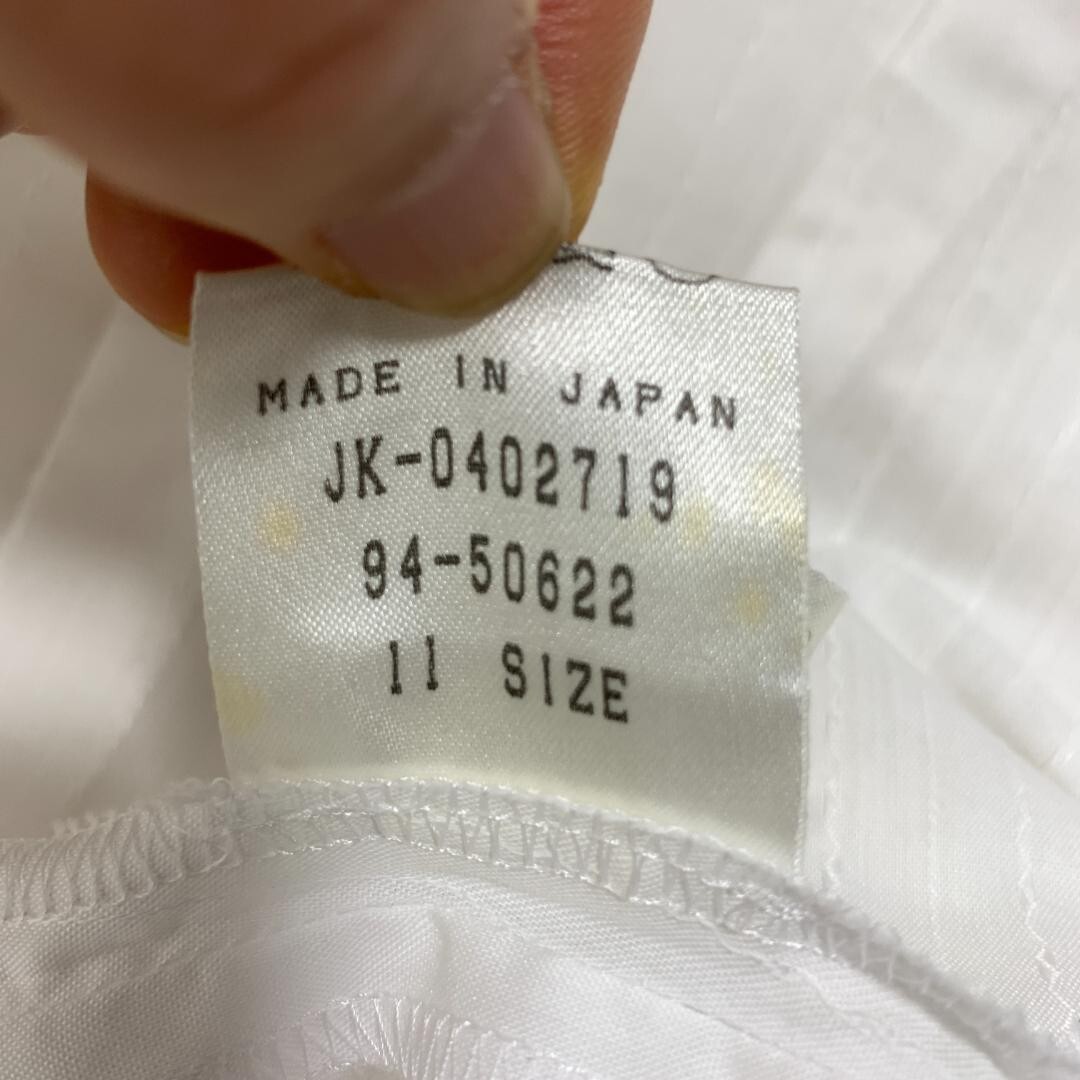 MADE IN JAPAN
JK-0402719
94-50622
11 SIZE